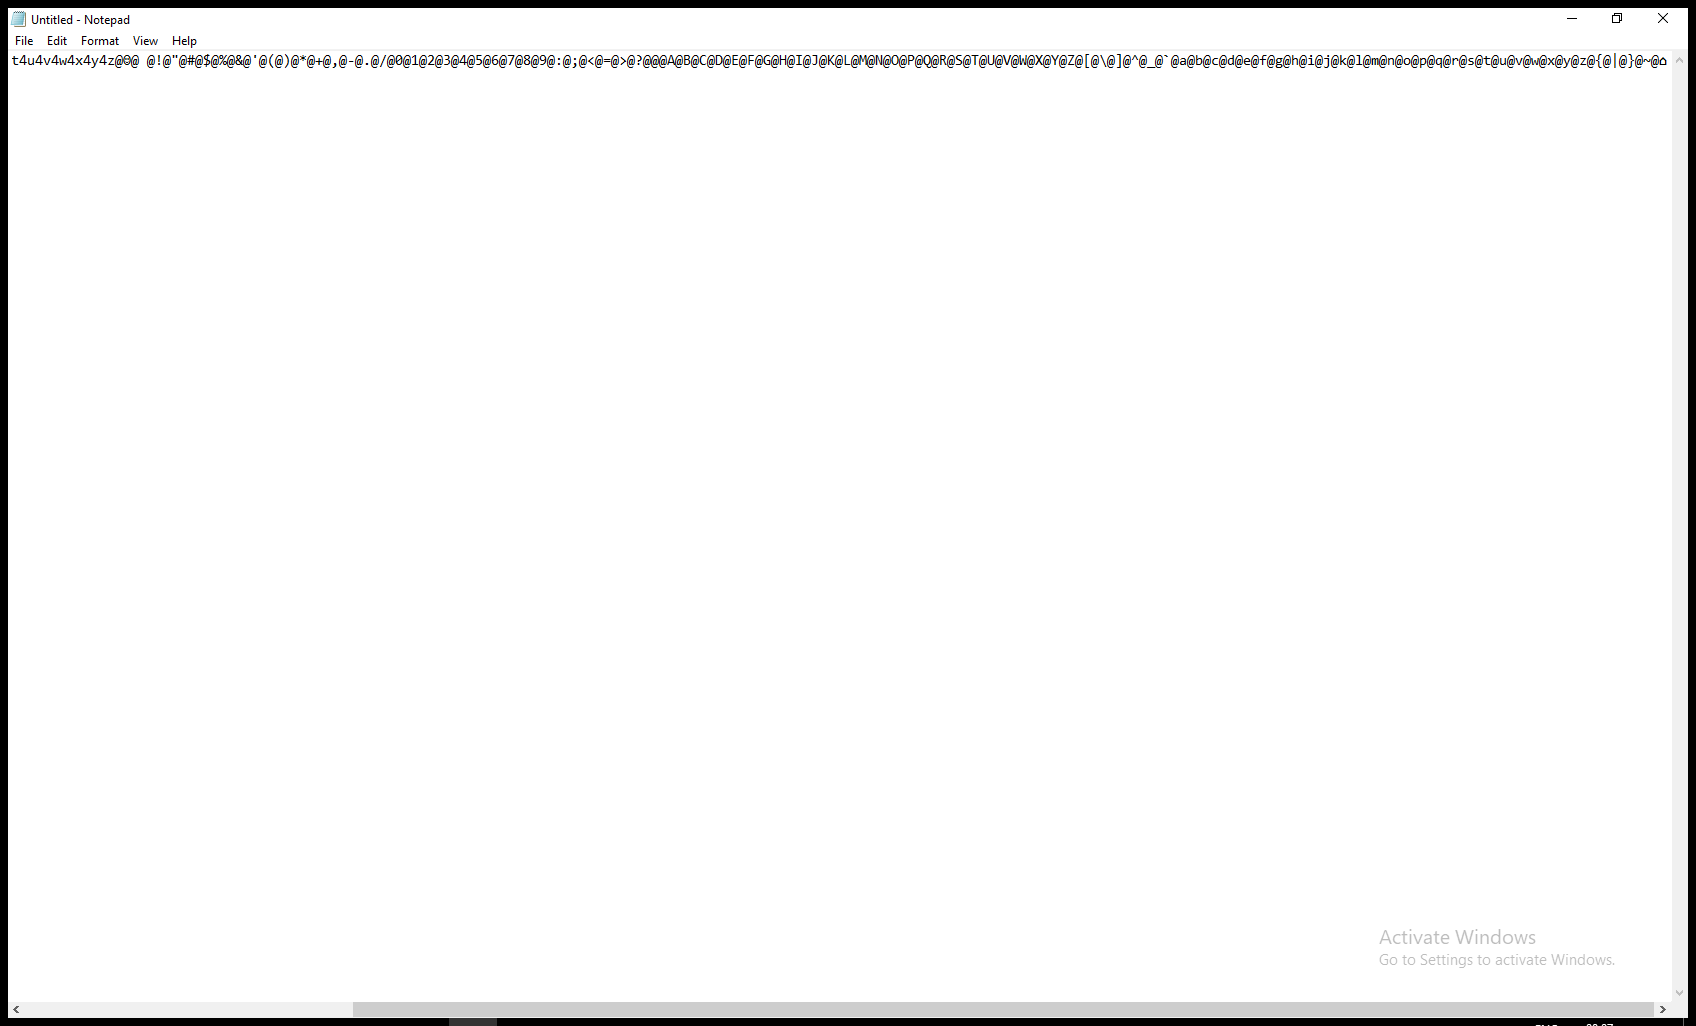 Untitled - Notepad
File Edit Format View Help
t4u4v4w4x4y4z@©@ @!@"@#@$@%@&@'@(@)@*@+@,@-@.@/@0@1@2@3@4@5@6@7@8@9@:@;@<@=@>@?@@@A@B@C@D@E@F@G@H@I@J@K@L@M@N@O@P@Q@R@S@T@U@V@W@X@Y@Z@[@\@]@^@_@`@a@b@c@d@e@f@g@h@i@j@k@l@m@n@o@p@q@r@s@t@u@v@w@x@y@z@{@|@}@~@⌂
Activate Windows
Go to Settings to activate Windows.